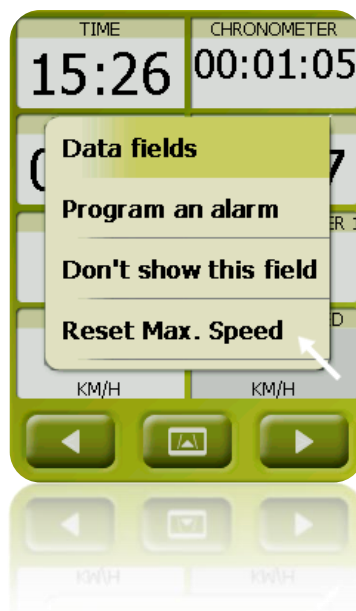 TIME CHRONOMETER
15:26 00:01:05
Data fields
Program an alarm
Don't show this field
Reset Max. Speed
KM/H KM/H